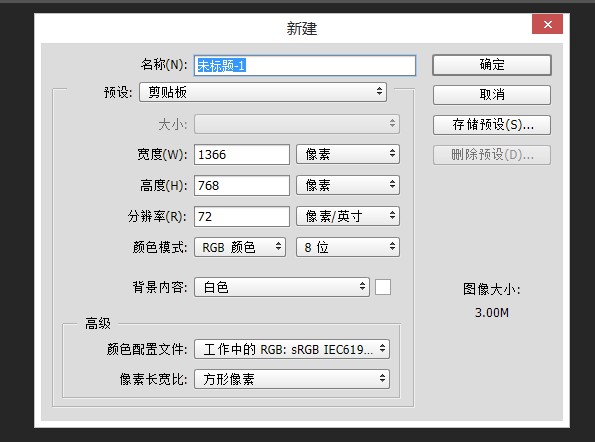 新建
名称(N): 未标题-1
确定
预设: 剪贴板
取消
大小:
存储预设(S)...
宽度(W): 1366 像素
删除预设(D)...
高度(H): 768 像素
分辨率(R): 72 像素/英寸
颜色模式: RGB 颜色 8 位
背景内容: 白色
图像大小:
3.00M
高级
颜色配置文件: 工作中的 RGB: sRGB IEC619...
像素长宽比: 方形像素